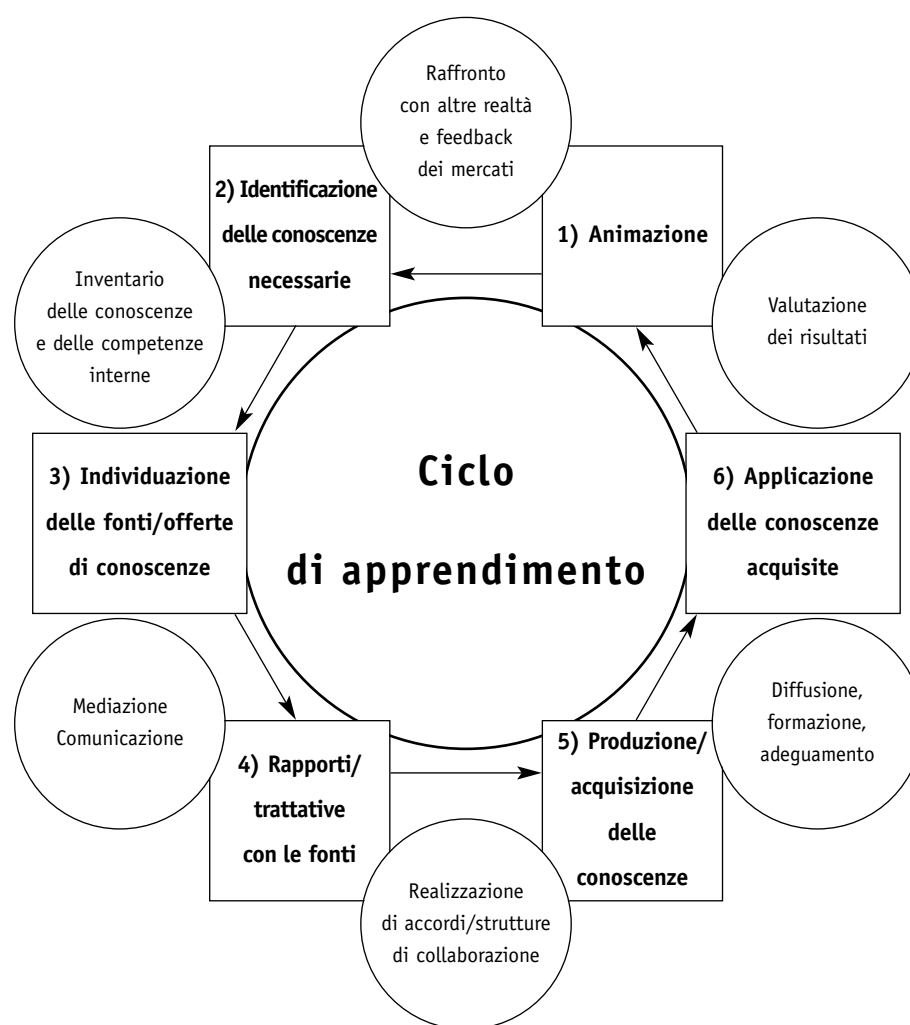 Raffronto
con altre realtà
e feedback
dei mercati
1) Animazione
2) Identificazione
delle conoscenze
necessarie
Inventario
delle conoscenze
e delle competenze
interne
3) Individuazione
delle fonti/offerte
di conoscenze
Mediazione
Comunicazione
4) Rapporti/
trattative
con le fonti
Realizzazione
di accordi/strutture
di collaborazione
5) Produzione/
acquisizione
delle
conoscenze
Diffusione,
formazione,
adeguamento
6) Applicazione
delle conoscenze
acquisite
Valutazione
dei risultati
Ciclo
di apprendimento